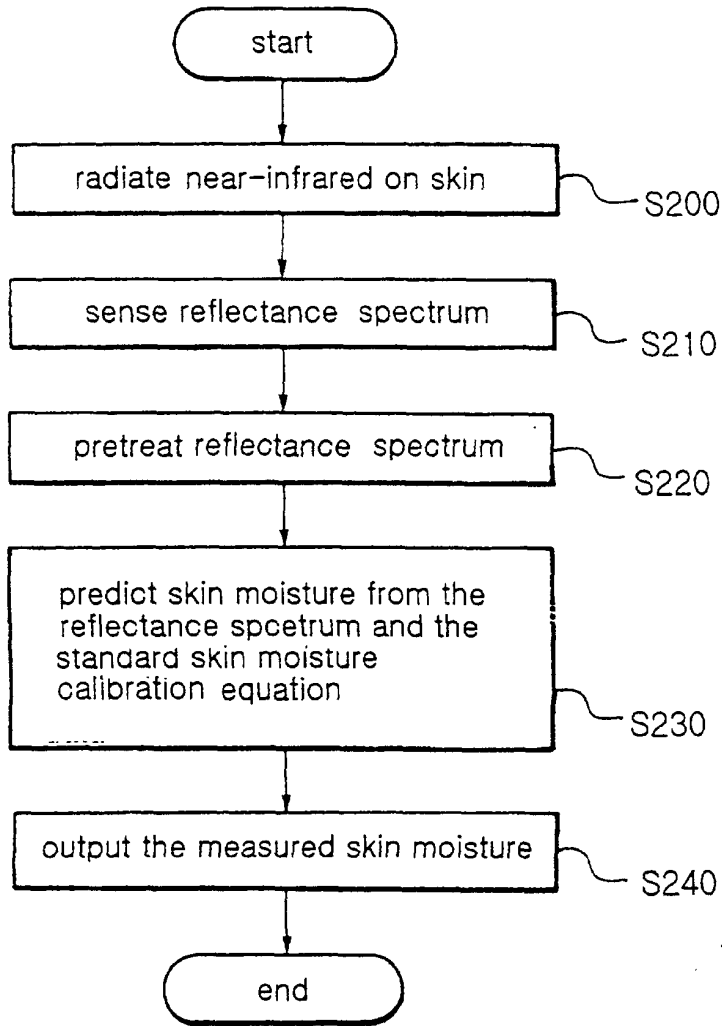 start
radiate near-infrared on skin
S200
sense reflectance spectrum
S210
pretreat reflectance spectrum
S220
predict skin moisture from the
reflectance spcetrum and the
standard skin moisture
calibration equation
S230
output the measured skin moisture
S240
end